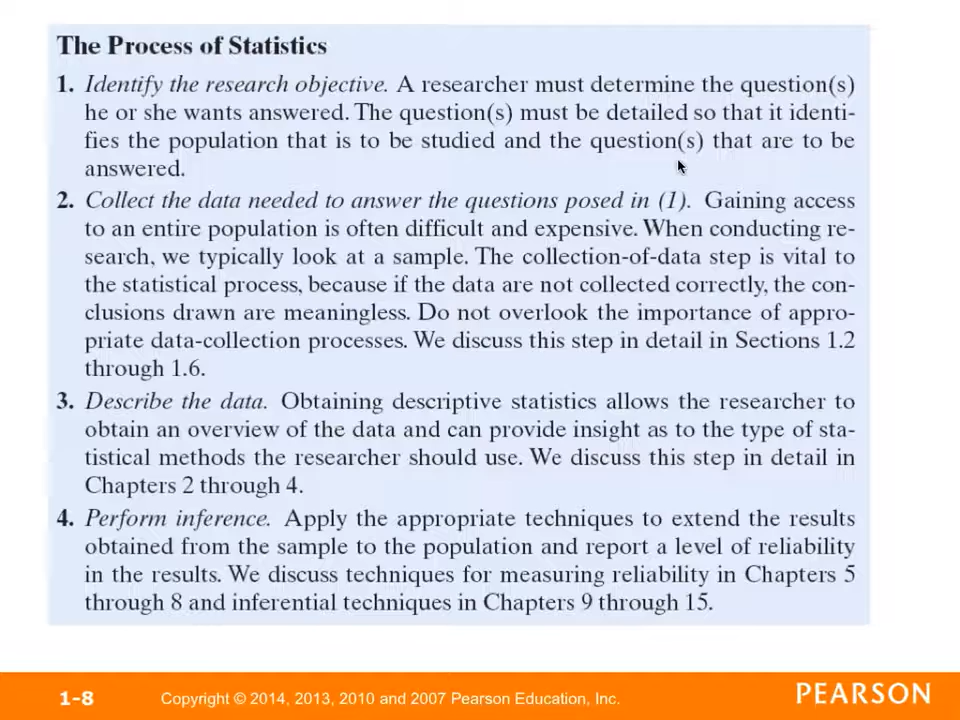 The Process of Statistics
1. Identify the research objective. A researcher must determine the question(s)
he or she wants answered. The question(s) must be detailed so that it identi-
fies the population that is to be studied and the question(s) that are to be
answered.
2. Collect the data needed to answer the questions posed in (1). Gaining access
to an entire population is often difficult and expensive. When conducting re-
search, we typically look at a sample. The collection-of-data step is vital to
the statistical process, because if the data are not collected correctly, the con-
clusions drawn are meaningless. Do not overlook the importance of appro-
priate data-collection processes. We discuss this step in detail in Sections 1.2
through 1.6.
3. Describe the data. Obtaining descriptive statistics allows the researcher to
obtain an overview of the data and can provide insight as to the type of sta-
tistical methods the researcher should use. We discuss this step in detail in
Chapters 2 through 4.
4. Perform inference. Apply the appropriate techniques to extend the results
obtained from the sample to the population and report a level of reliability
in the results. We discuss techniques for measuring reliability in Chapters 5
through 8 and inferential techniques in Chapters 9 through 15.
1-8 Copyright © 2014, 2013, 2010 and 2007 Pearson Education, Inc. PEARSON